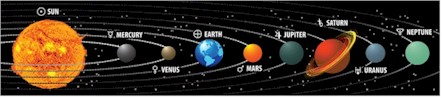 SUN
MERCURY
VENUS
EARTH
MARS
JUPITER
SATURN
URANUS
NEPTUNE